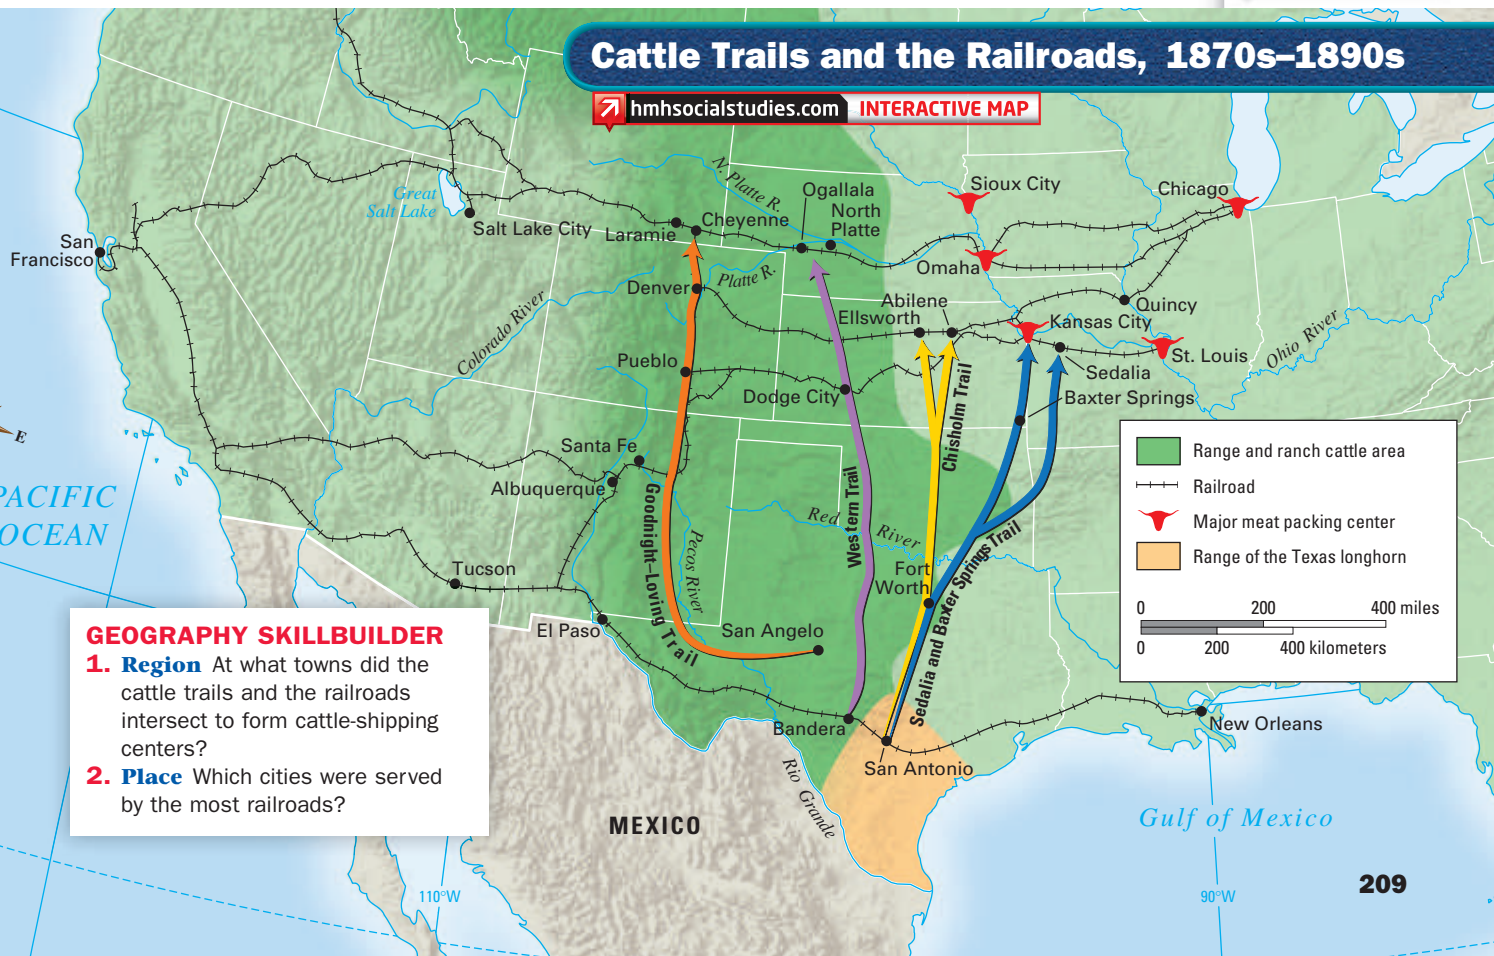 Cattle Trails and the Railroads, 1870s–1890s
hmhsocialstudies.com INTERACTIVE MAP
N. Platte R.
Ogallala
North
Platte
Sioux City
Chicago
Great
Salt Lake
Salt Lake City
Laramie
Cheyenne
San
Francisco
Omaha
Denver
Platte R.
Abilene
Ellsworth
Quincy
Kansas City
Colorado River
Ohio River
St. Louis
Pueblo
Sedalia
Dodge City
Baxter Springs
Chisholm Trail
E
Santa Fe
Albuquerque
PACIFIC
OCEAN
Goodnight–Loving Trail
Pecos River
Western Trail
Red River
Sedalia and Baxter Springs Trail
Fort
Worth
Tucson
El Paso
San Angelo
Bandera
San Antonio
New Orleans
Rio Grande
MEXICO
Gulf of Mexico
110°W
90°W
Range and ranch cattle area
Railroad
Major meat packing center
Range of the Texas longhorn
0 200 400 miles
0 200 400 kilometers
GEOGRAPHY SKILLBUILDER
1. Region At what towns did the
cattle trails and the railroads
intersect to form cattle-shipping
centers?
2. Place Which cities were served
by the most railroads?
209